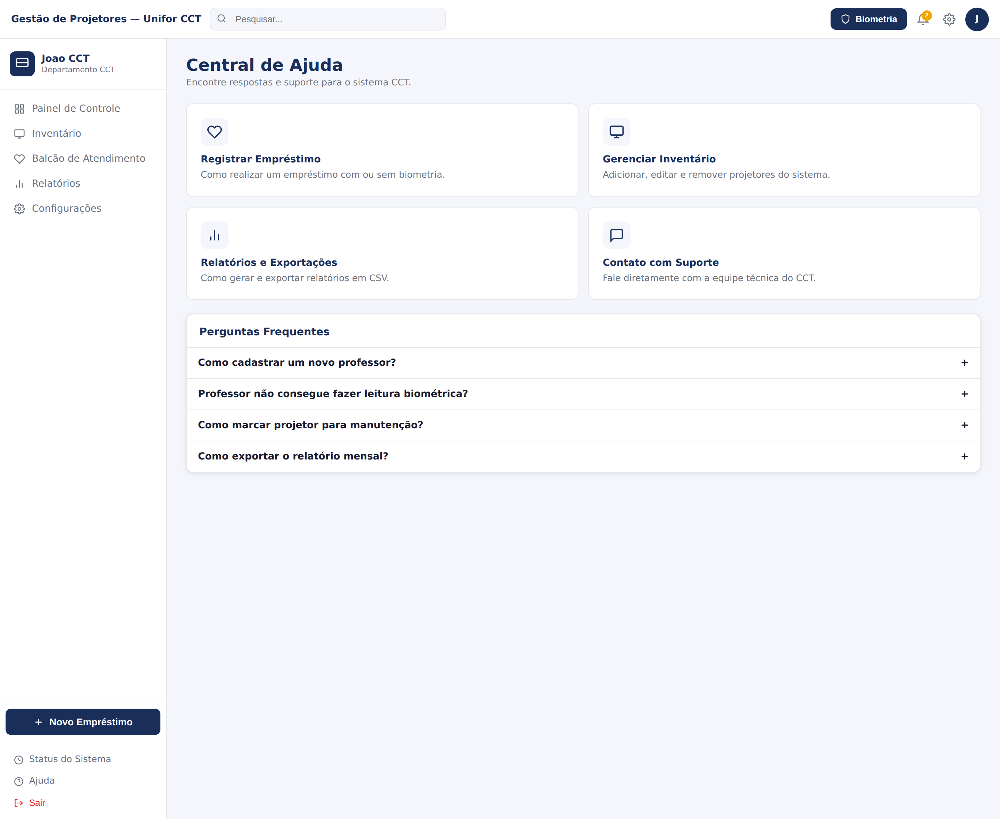 Gestão de Projetores — Unifor CCT
Pesquisar...
Biometria
2
J
Joao CCT
Departamento CCT
Painel de Controle
Inventário
Balcão de Atendimento
Relatórios
Configurações
Novo Empréstimo
Status do Sistema
Ajuda
Sair
Central de Ajuda
Encontre respostas e suporte para o sistema CCT.
Registrar Empréstimo
Como realizar um empréstimo com ou sem biometria.
Gerenciar Inventário
Adicionar, editar e remover projetores do sistema.
Relatórios e Exportações
Como gerar e exportar relatórios em CSV.
Contato com Suporte
Fale diretamente com a equipe técnica do CCT.
Perguntas Frequentes
Como cadastrar um novo professor? +
Professor não consegue fazer leitura biométrica? +
Como marcar projetor para manutenção? +
Como exportar o relatório mensal? +